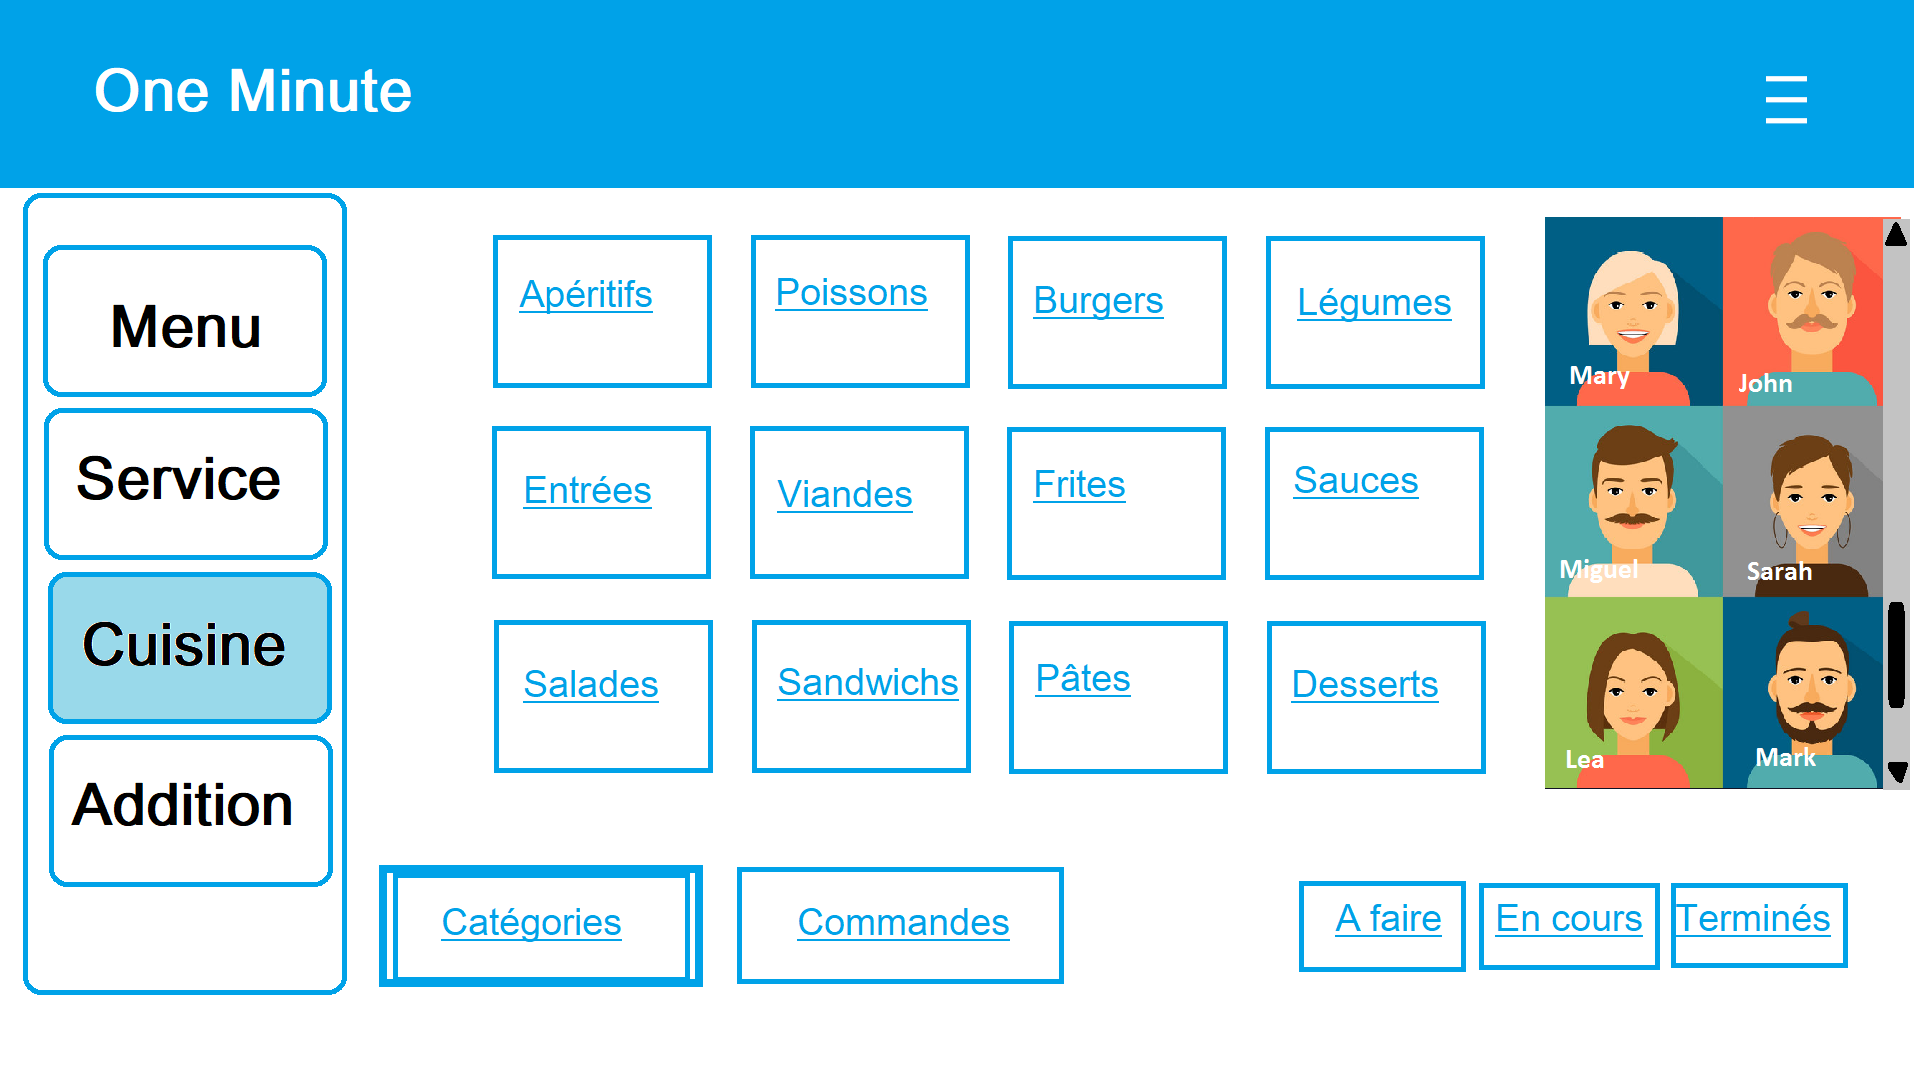 One Minute
Menu
Service
Cuisine
Addition
Apéritifs
Poissons
Burgers
Légumes
Entrées
Viandes
Frites
Sauces
Salades
Sandwichs
Pâtes
Desserts
Mary
John
Miguel
Sarah
Lea
Mark
Catégories
Commandes
A faire
En cours
Terminés